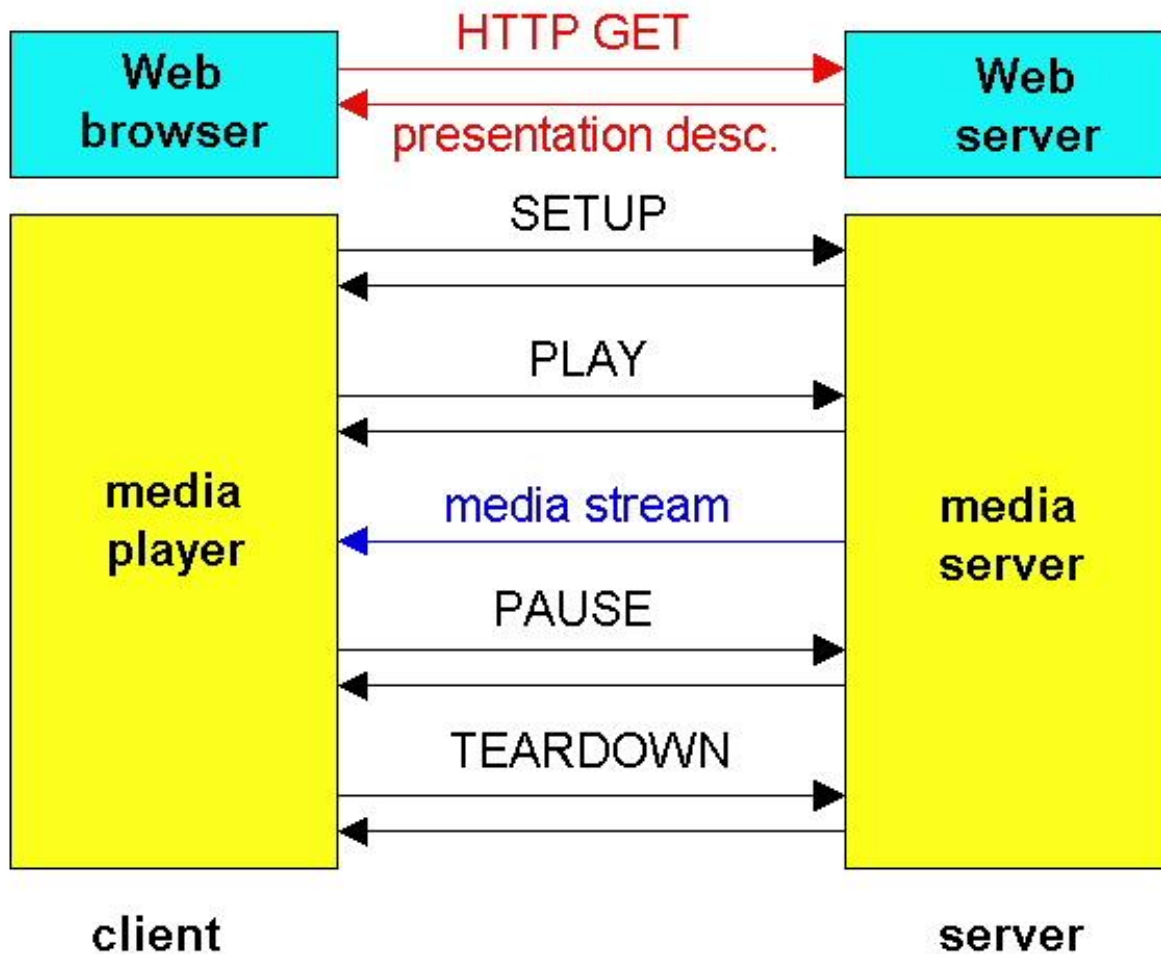 HTTP GET
Web
browser
Web
server
presentation desc.
SETUP
PLAY
media
player
media stream
media
server
PAUSE
TEARDOWN
client
server